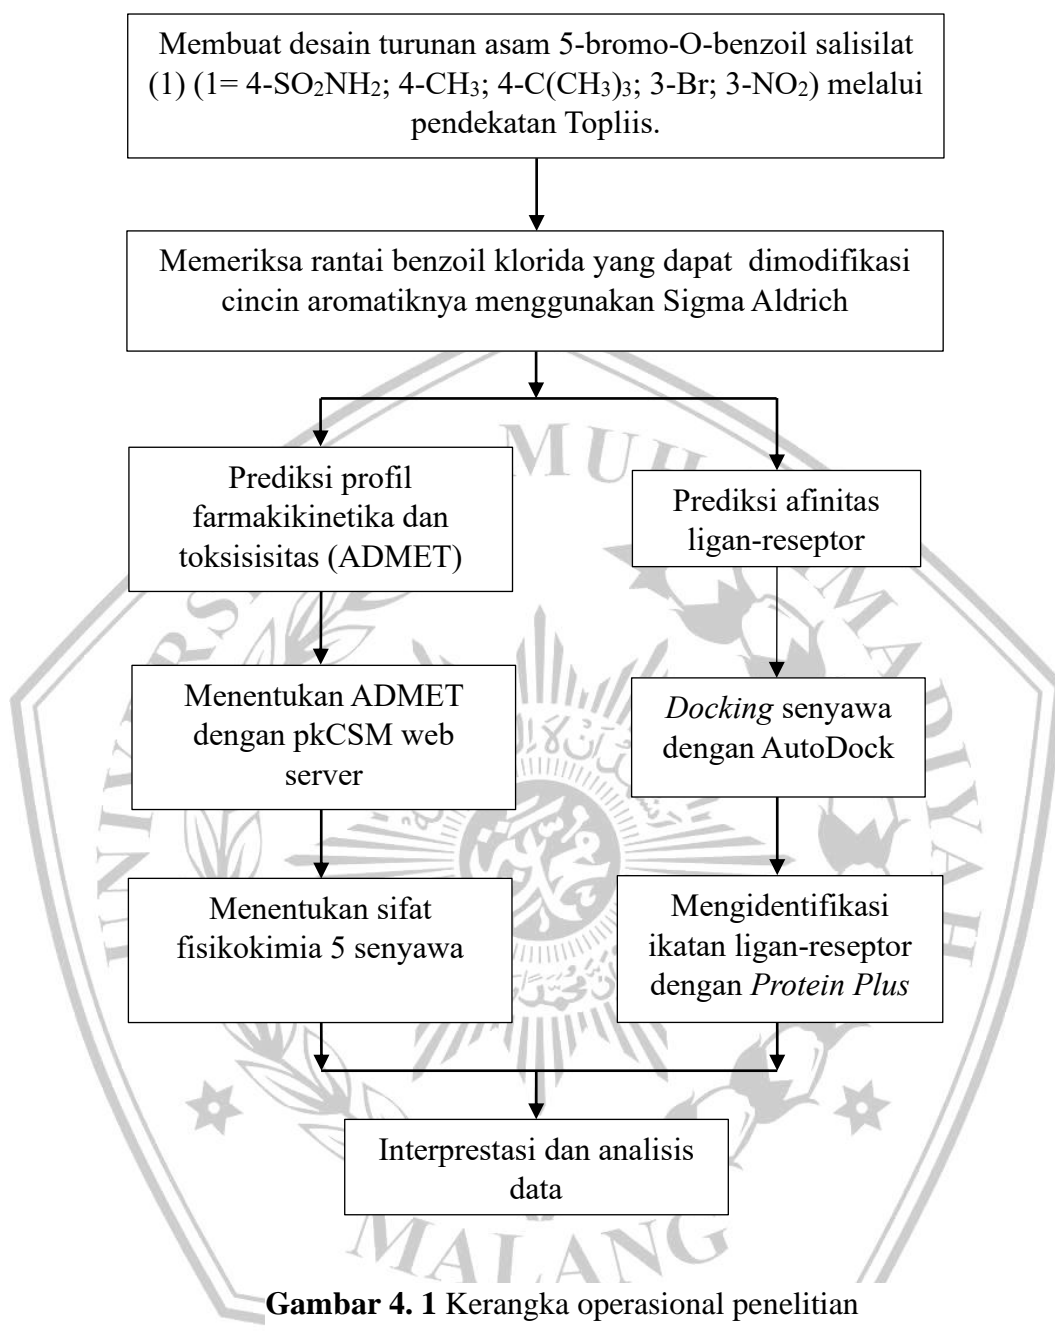 Membuat desain turunan asam 5-bromo-O-benzoil salisilat
(1) (1= 4-SO₂NH₂; 4-CH₃; 4-C(CH₃)₃; 3-Br; 3-NO₂) melalui
pendekatan Topliis.
Memeriksa rantai benzoil klorida yang dapat dimodifikasi
cincin aromatiknya menggunakan Sigma Aldrich
Prediksi profil
farmakikinetika dan
toksisisitas (ADMET)
Menentukan ADMET
dengan pkCSM web
server
Menentukan sifat
fisikokimia 5 senyawa
Prediksi afinitas
ligan-reseptor
Docking senyawa
dengan AutoDock
Mengidentifikasi
ikatan ligan-reseptor
dengan Protein Plus
Interprestasi dan analisis
data
MALANG
Gambar 4. 1 Kerangka operasional penelitian